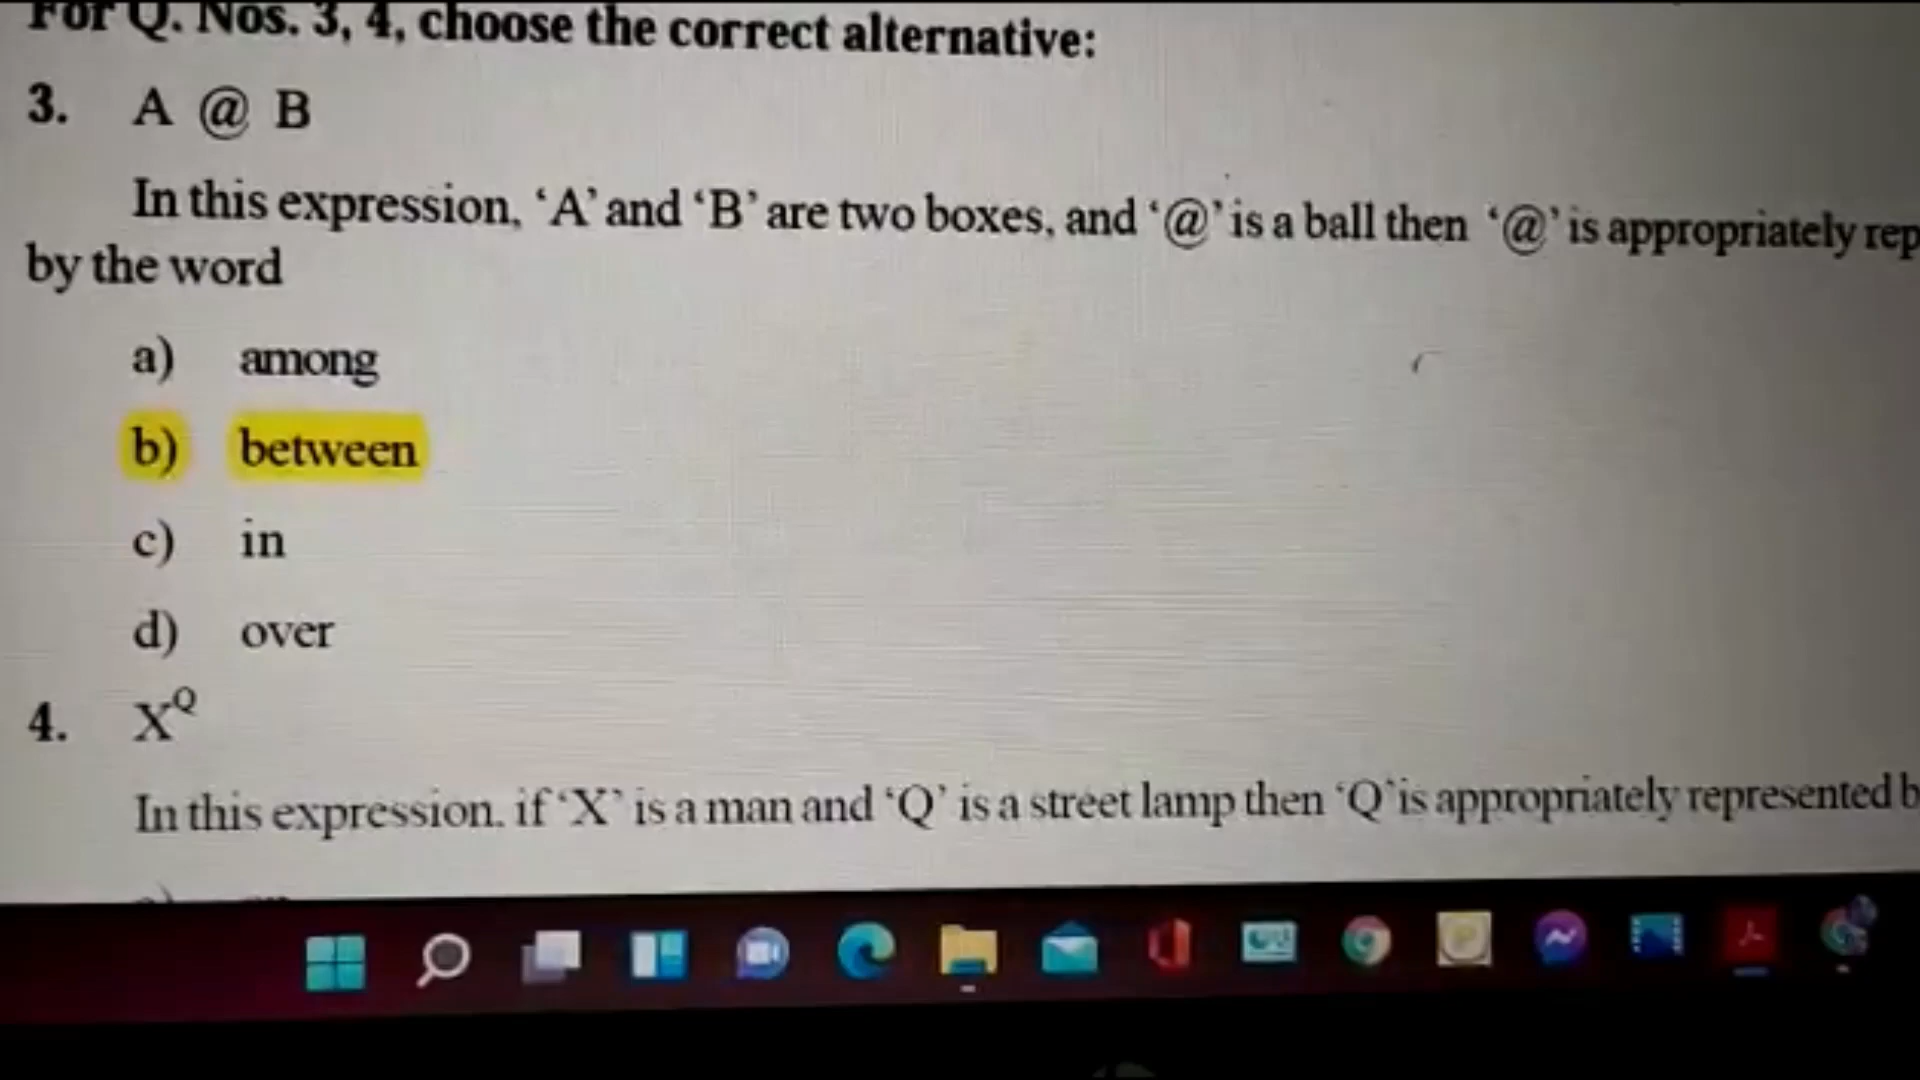 For Q. Nos. 3, 4, choose the correct alternative:
3. A @ B
In this expression, ‘A’ and ‘B’ are two boxes, and ‘@’ is a ball then ‘@’ is appropriately rep
by the word
a) among
b) between
c) in
d) over
4. X^Q
In this expression, if ‘X’ is a man and ‘Q’ is a street lamp then ‘Q’ is appropriately represented b